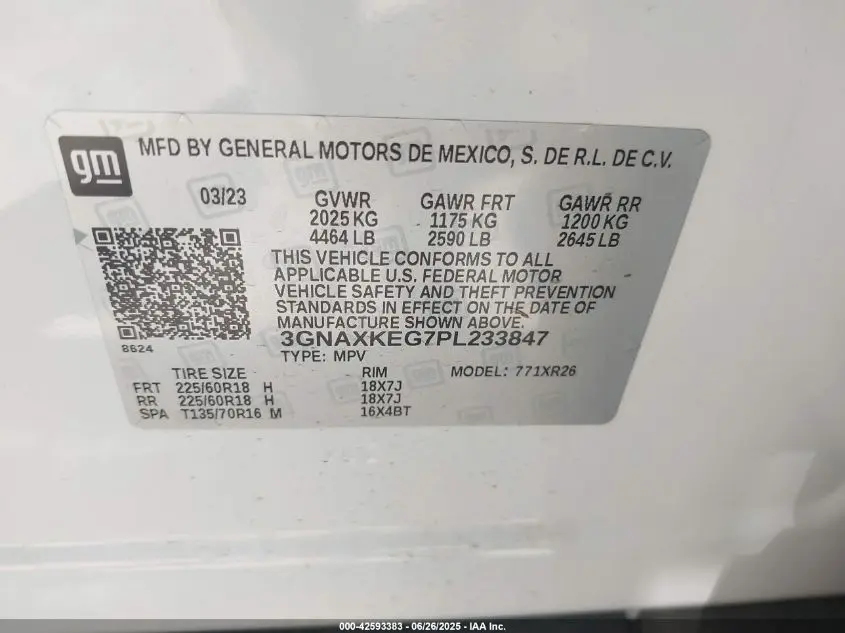 gm
MFD BY GENERAL MOTORS DE MEXICO, S. DE R.L. DE C.V.
03/23 GVWR GAWR FRT GAWR RR
2025 KG 1175 KG 1200 KG
4464 LB 2590 LB 2645 LB
THIS VEHICLE CONFORMS TO ALL
APPLICABLE U.S. FEDERAL MOTOR
VEHICLE SAFETY AND THEFT PREVENTION
STANDARDS IN EFFECT ON THE DATE OF
MANUFACTURE SHOWN ABOVE.
8624
3GNAXKEG7PL233847
TYPE: MPV
TIRE SIZE RIM MODEL: 771XR26
FRT 225/60R18 H 18X7J
RR 225/60R18 H 18X7J
SPA T135/70R16 M 16X4BT
000-42593383 / 06/26/2025 - IAA Inc.